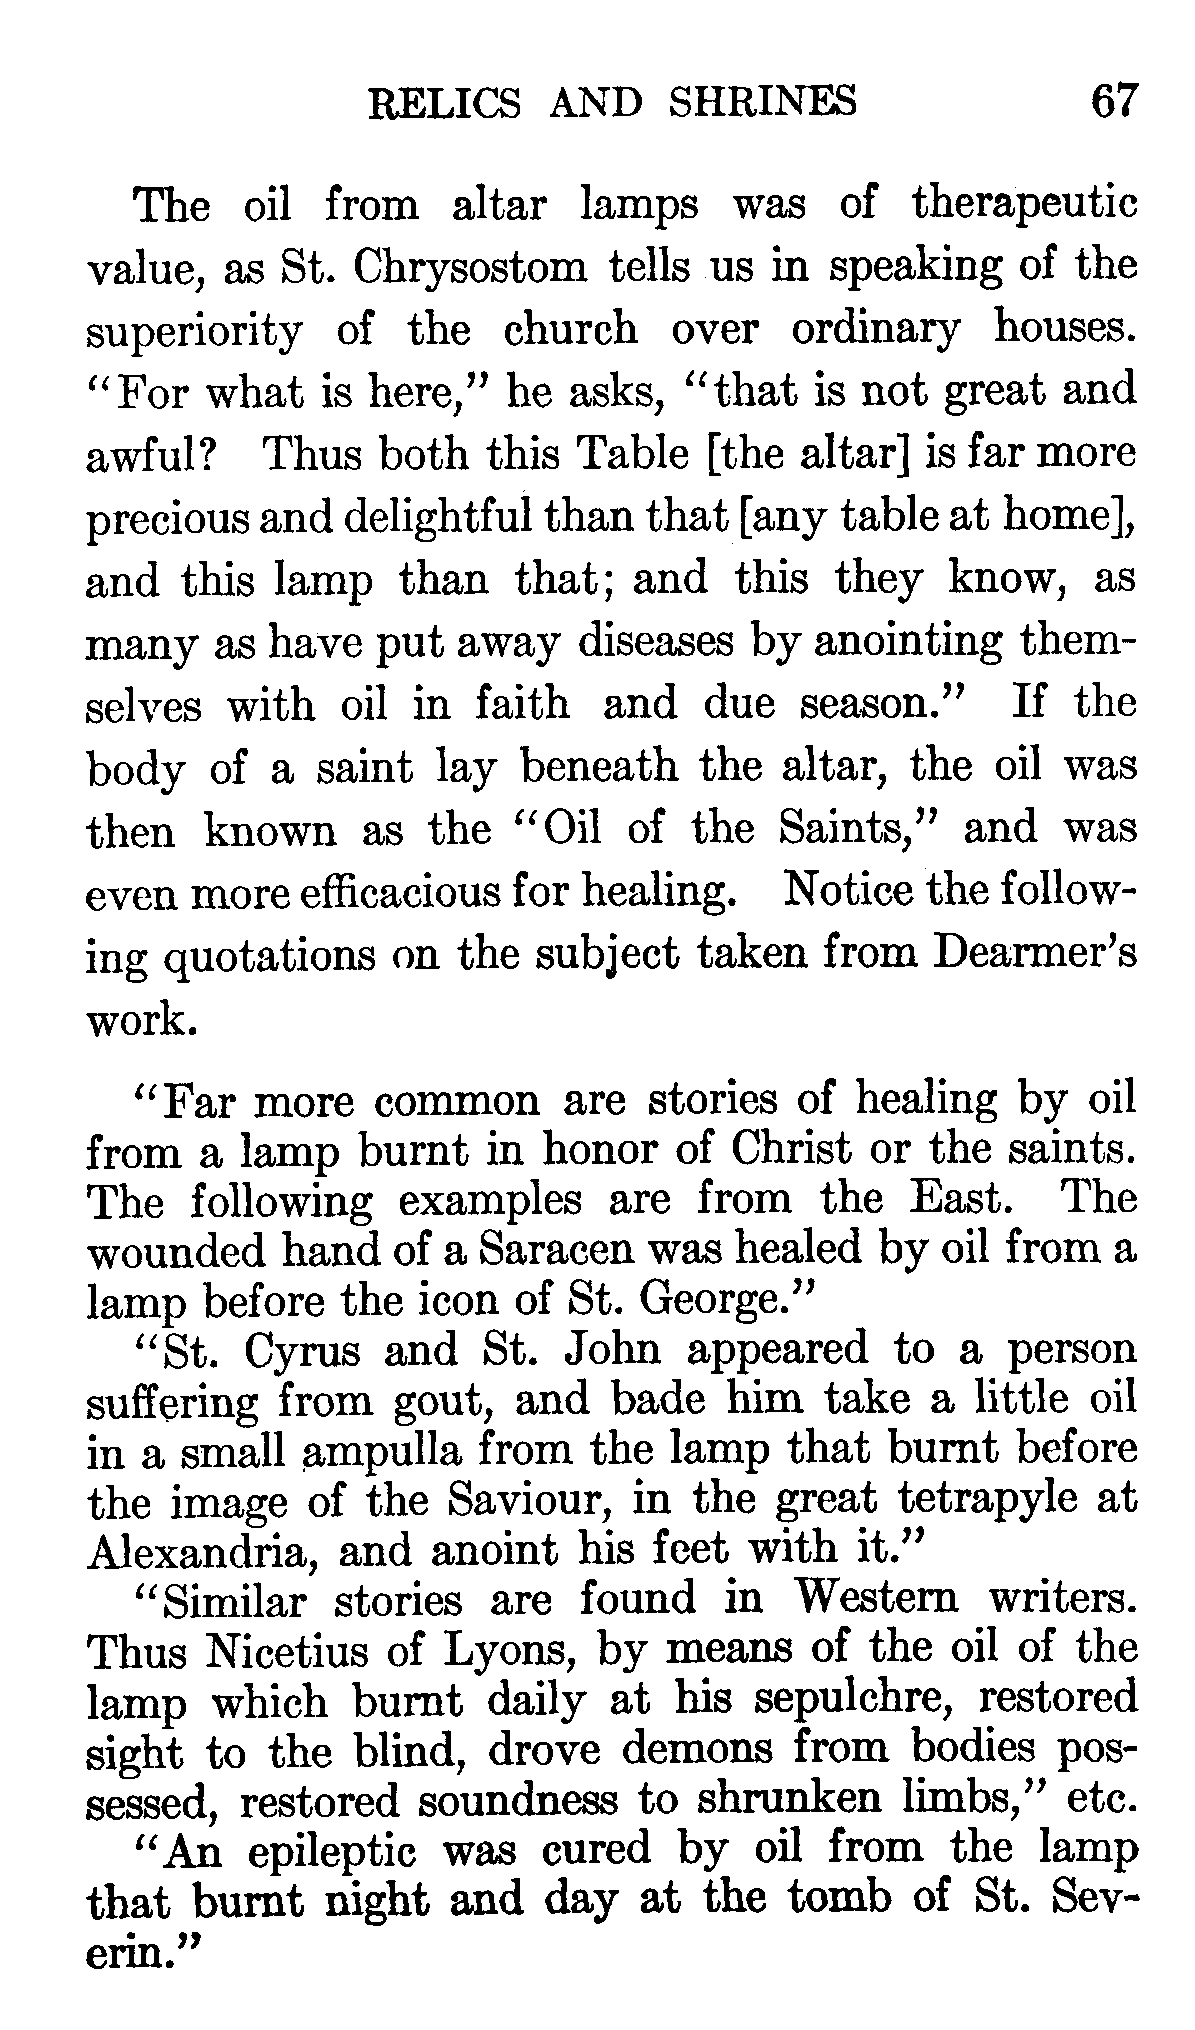 RELICS AND SHRINES 67
The oil from altar lamps was of therapeutic
value, as St. Chrysostom tells us in speaking of the
superiority of the church over ordinary houses.
"For what is here," he asks, "that is not great and
awful? Thus both this Table [the altar] is far more
precious and delightful than that [any table at home],
and this lamp than that; and this they know, as
many as have put away diseases by anointing them-
selves with oil in faith and due season." If the
body of a saint lay beneath the altar, the oil was
then known as the "Oil of the Saints," and was
even more efficacious for healing. Notice the follow-
ing quotations on the subject taken from Dearmer's
work.
"Far more common are stories of healing by oil
from a lamp burnt in honor of Christ or the saints.
The following examples are from the East. The
wounded hand of a Saracen was healed by oil from a
lamp before the icon of St. George."
"St. Cyrus and St. John appeared to a person
suffering from gout, and bade him take a little oil
in a small ampulla from the lamp that burnt before
the image of the Saviour, in the great tetrapyle at
Alexandria, and anoint his feet with it."
"Similar stories are found in Western writers.
Thus Nicetius of Lyons, by means of the oil of the
lamp which burnt daily at his sepulchre, restored
sight to the blind, drove demons from bodies pos-
sessed, restored soundness to shrunken limbs," etc.
"An epileptic was cured by oil from the lamp
that burnt night and day at the tomb of St. Sev-
erin."